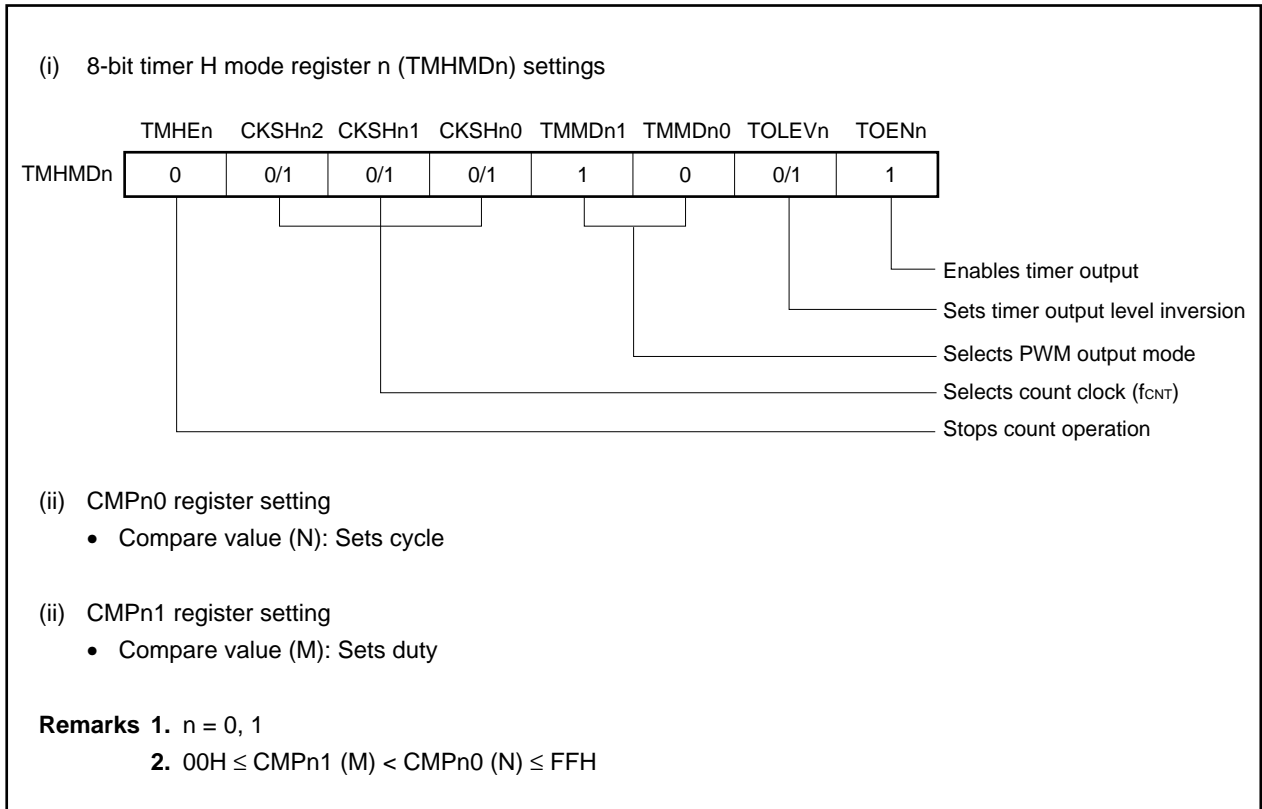 (i) 8-bit timer H mode register n (TMHMDn) settings
TMHEn CKSHn2 CKSHn1 CKSHn0 TMMDn1 TMMDn0 TOLEVn TOENn
TMHMDn 0 0/1 0/1 0/1 1 0 0/1 1
Enables timer output
Sets timer output level inversion
Selects PWM output mode
Selects count clock (fCNT)
Stops count operation
(ii) CMPn0 register setting
• Compare value (N): Sets cycle
(ii) CMPn1 register setting
• Compare value (M): Sets duty
Remarks 1. n = 0, 1
2. 00H ≤ CMPn1 (M) < CMPn0 (N) ≤ FFH